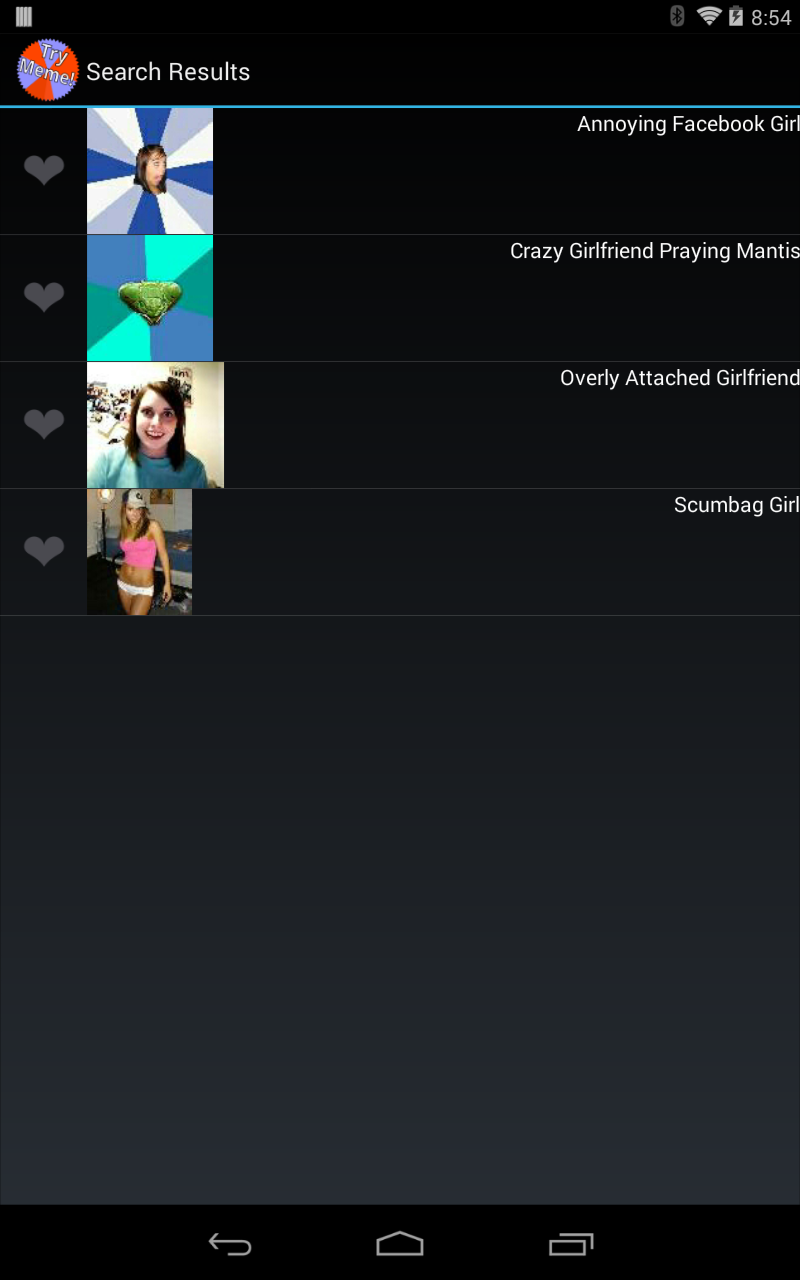 8:54
Try
Meme!
Search Results
Annoying Facebook Girl
Crazy Girlfriend Praying Mantis
Overly Attached Girlfriend
Scumbag Girl